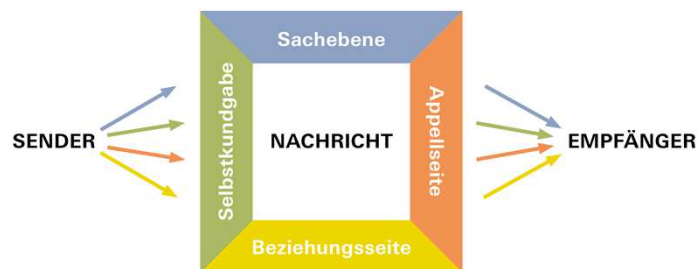 Sachebene
SENDER
Selbstkundgabe
NACHRICHT
Appellseite
EMPFÄNGER
Beziehungsseite